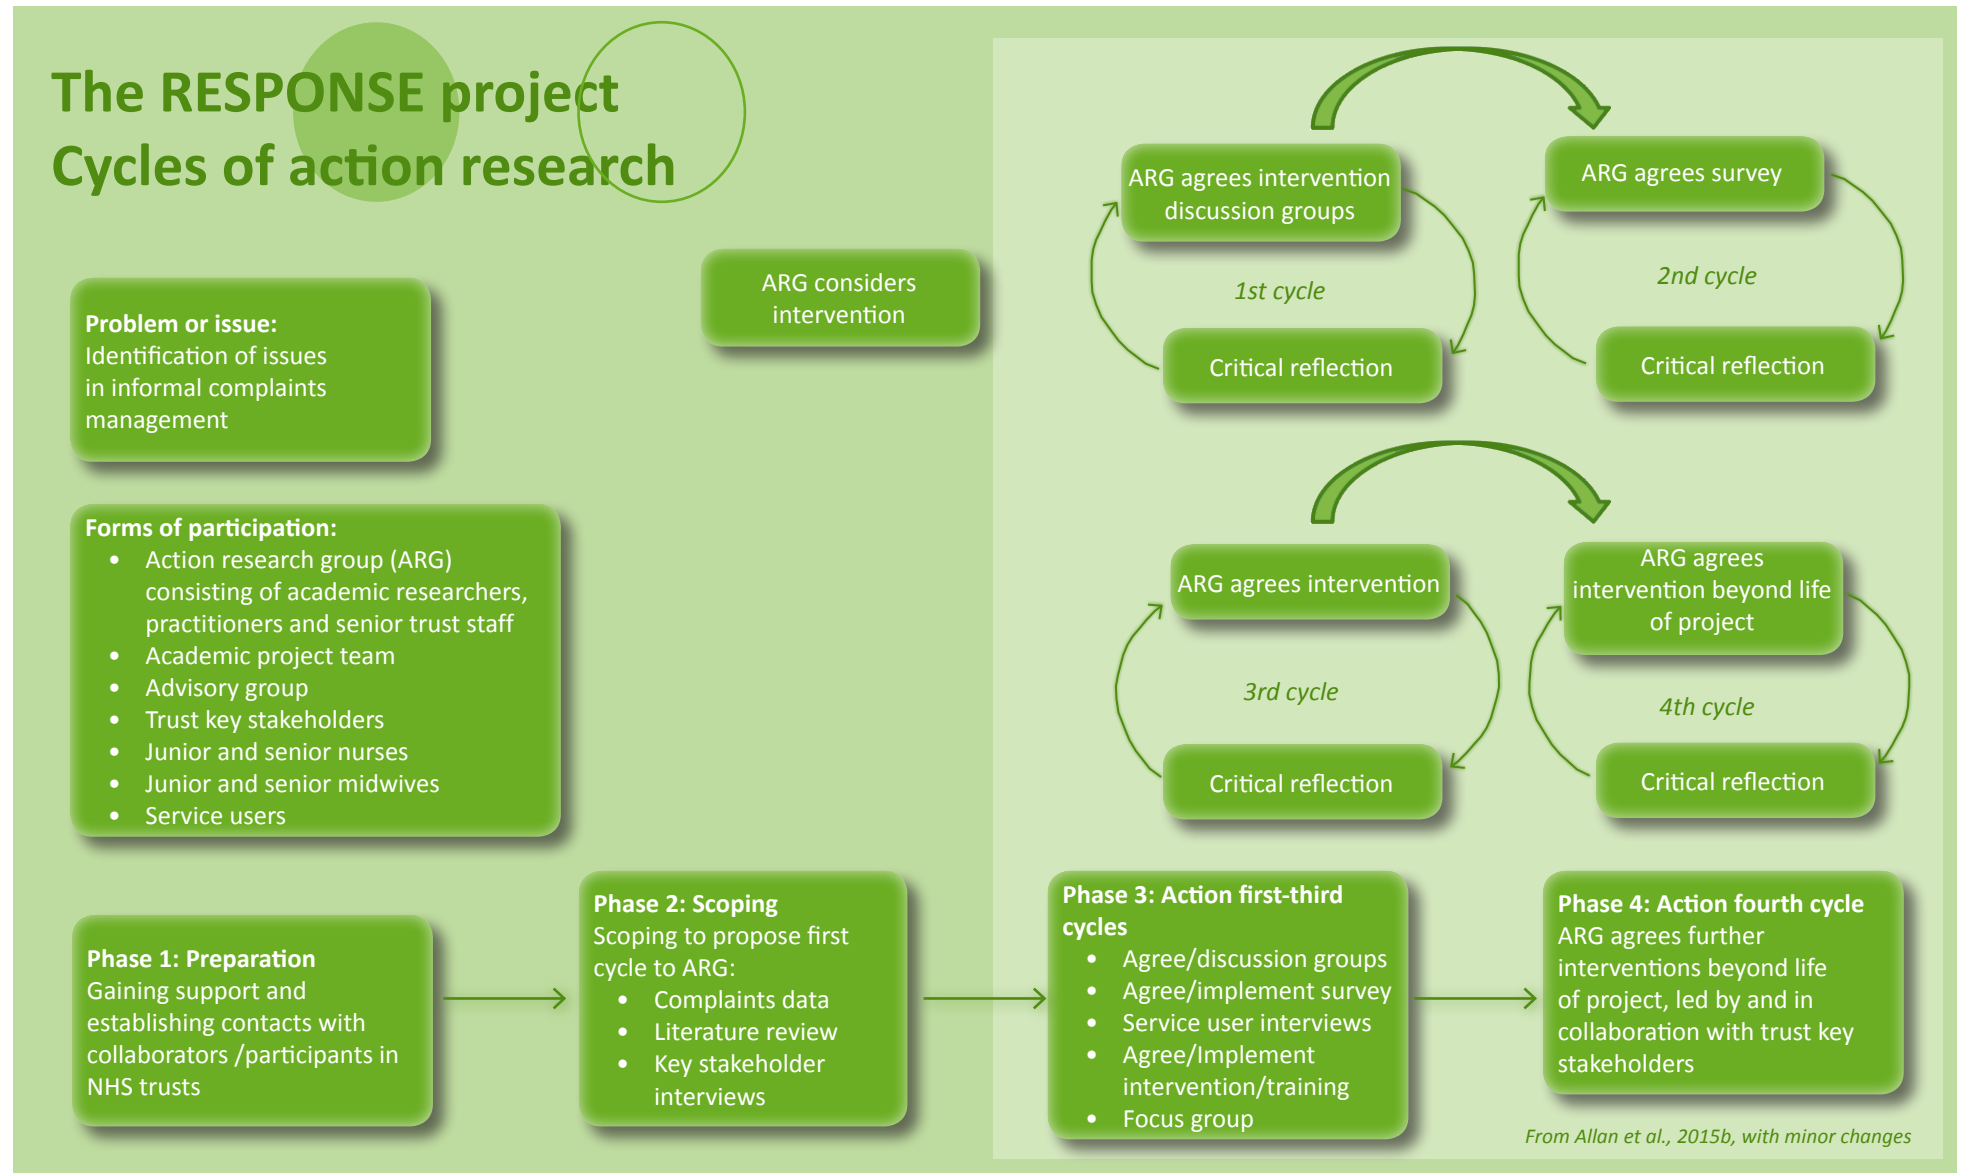 The RESPONSE project
Cycles of action research
Problem or issue:
Identification of issues
in informal complaints
management
Forms of participation:
• Action research group (ARG)
consisting of academic researchers,
practitioners and senior trust staff
• Academic project team
• Advisory group
• Trust key stakeholders
• Junior and senior nurses
• Junior and senior midwives
• Service users
ARG considers
intervention
ARG agrees intervention
discussion groups
1st cycle
Critical reflection
ARG agrees survey
2nd cycle
Critical reflection
ARG agrees intervention
3rd cycle
Critical reflection
ARG agrees
intervention beyond life
of project
4th cycle
Critical reflection
Phase 1: Preparation
Gaining support and
establishing contacts with
collaborators /participants in
NHS trusts
Phase 2: Scoping
Scoping to propose first
cycle to ARG:
• Complaints data
• Literature review
• Key stakeholder
interviews
Phase 3: Action first-third
cycles
• Agree/discussion groups
• Agree/implement survey
• Service user interviews
• Agree/Implement
intervention/training
• Focus group
Phase 4: Action fourth cycle
ARG agrees further
interventions beyond life
of project, led by and in
collaboration with trust key
stakeholders
From Allan et al., 2015b, with minor changes